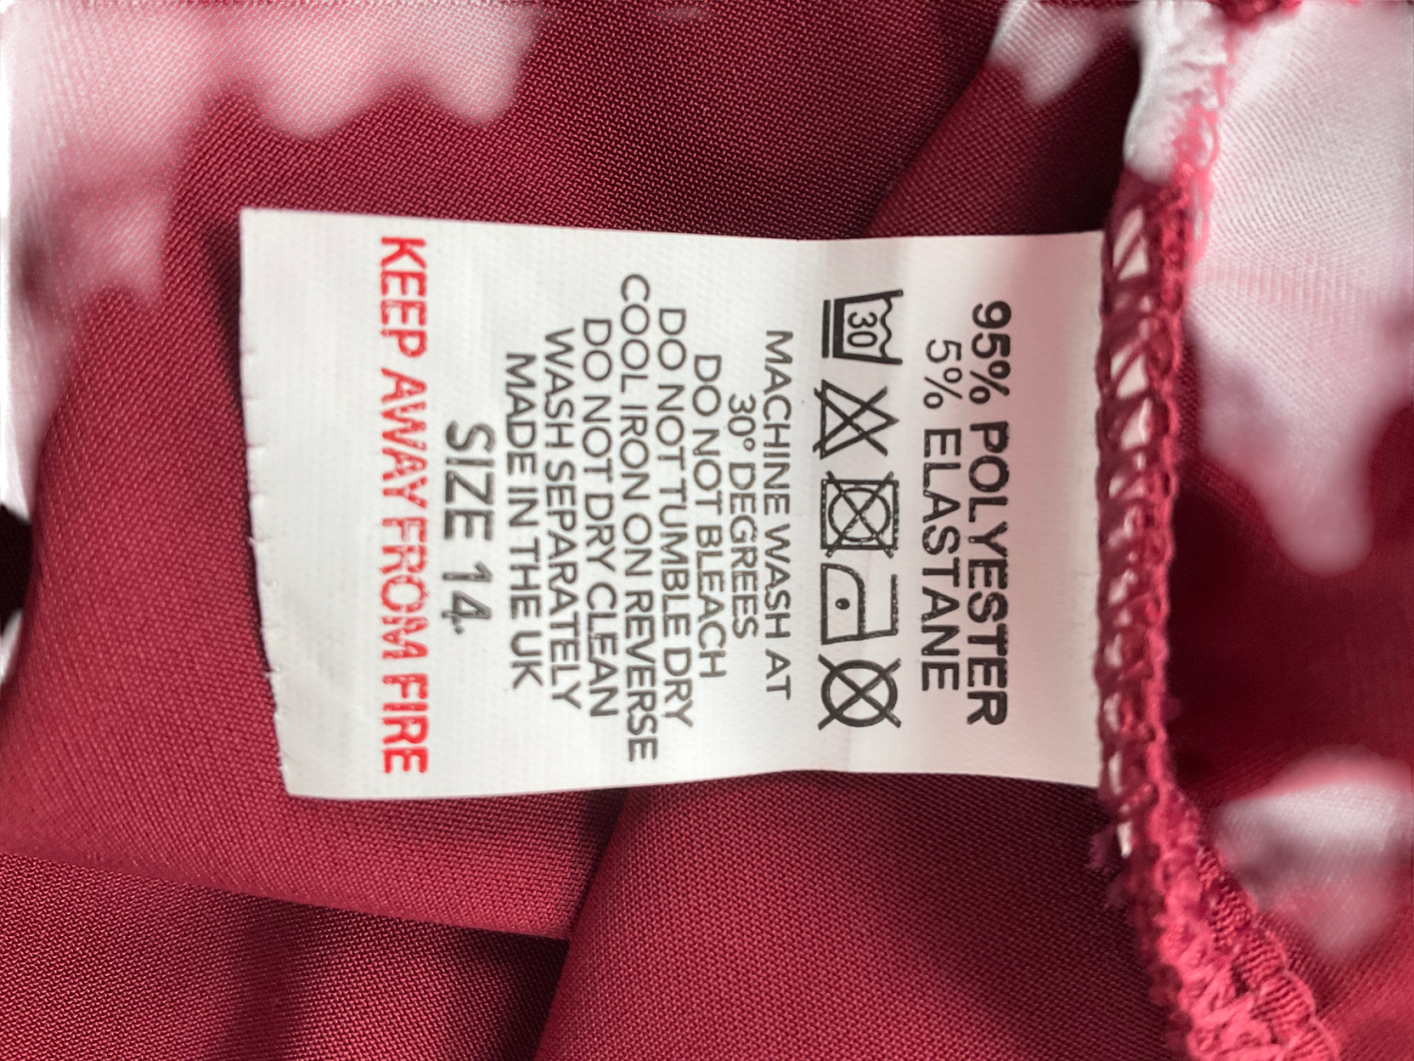 95% POLYESTER
5% ELASTANE
30
MACHINE WASH AT
30° DEGREES
DO NOT BLEACH
DO NOT TUMBLE DRY
COOL IRON ON REVERSE
DO NOT DRY CLEAN
WASH SEPARATELY
MADE IN THE UK
SIZE 14.
KEEP AWAY FROM FIRE